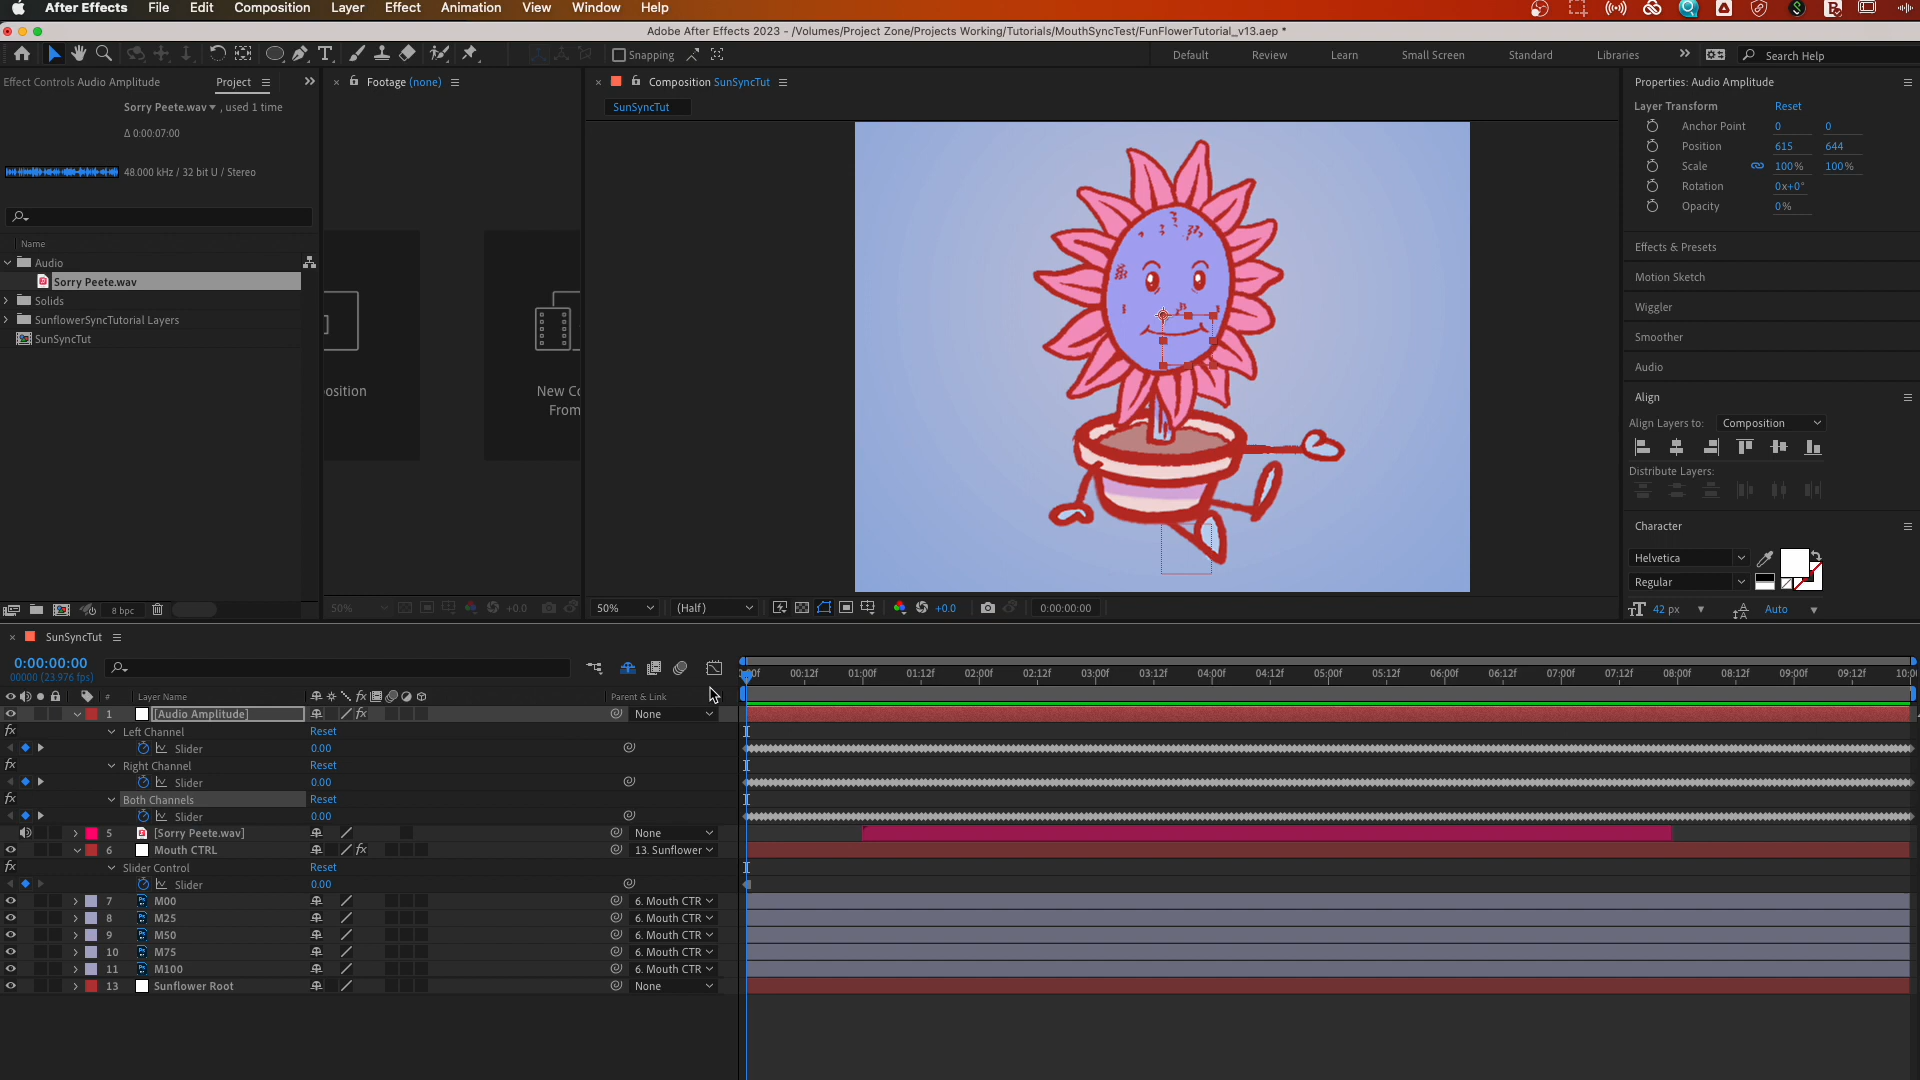 After Effects File Edit Composition Layer Effect Animation View Window Help
Adobe After Effects 2023 - /Volumes/Project Zone/Projects Working/Tutorials/MouthSyncTest/FunFlowerTutorial_v13.aep *
Snapping Default Review Learn Small Screen Standard Libraries Search Help
Effect Controls Audio Amplitude Project Footage (none) Composition SunSyncTut
SunSyncTut
Sorry Peete.wav , used 1 time
Δ 0:00:07:00
48.000 kHz / 32 bit U / Stereo
Name
Audio
Sorry Peete.wav
Solids
SunflowerSyncTutorial Layers
SunSyncTut
8 bpc
osition
New Co
From
50% +0.0
50% (Half) +0.0 0:00:00:00
Properties: Audio Amplitude
Layer Transform Reset
Anchor Point 0 0
Position 615 644
Scale 100% 100%
Rotation 0x+0°
Opacity 0%
Effects & Presets
Motion Sketch
Wiggler
Smoother
Audio
Align
Align Layers to: Composition
Distribute Layers:
Character
Helvetica
Regular
42 px Auto
SunSyncTut
0:00:00:00
00000 (23.976 fps)
00f 00:12f 01:00f 01:12f 02:00f 02:12f 03:00f 03:12f 04:00f 04:12f 05:00f 05:12f 06:00f 06:12f 07:00f 07:12f 08:00f 08:12f 09:00f 09:12f 10:0
# Layer Name Parent & Link
1 [Audio Amplitude] None
Left Channel Reset
Slider 0.00
Right Channel Reset
Slider 0.00
Both Channels Reset
Slider 0.00
5 [Sorry Peete.wav] None
6 Mouth CTRL 13. Sunflower
Slider Control Reset
Slider 0.00
7 M00 6. Mouth CTR
8 M25 6. Mouth CTR
9 M50 6. Mouth CTR
10 M75 6. Mouth CTR
11 M100 6. Mouth CTR
13 Sunflower Root None